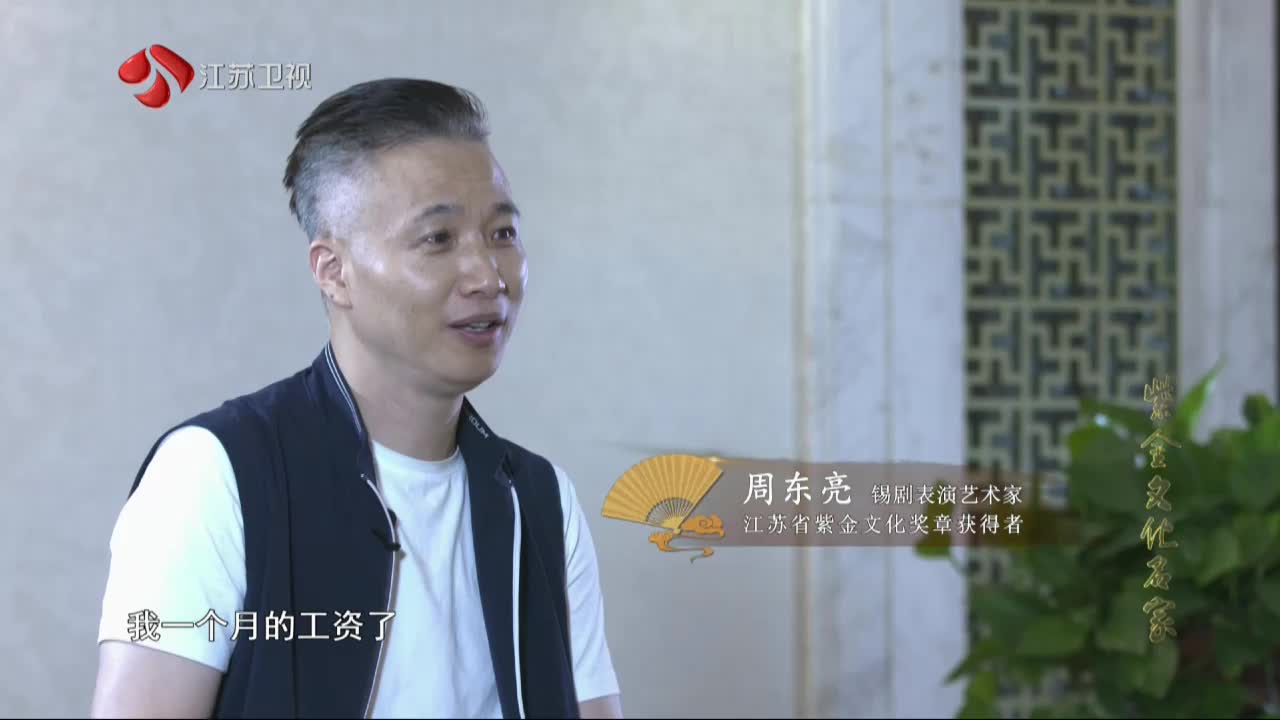 江苏卫视
周东亮 锡剧表演艺术家
江苏省紫金文化奖章获得者
紫金文化名家
我一个月的工资了